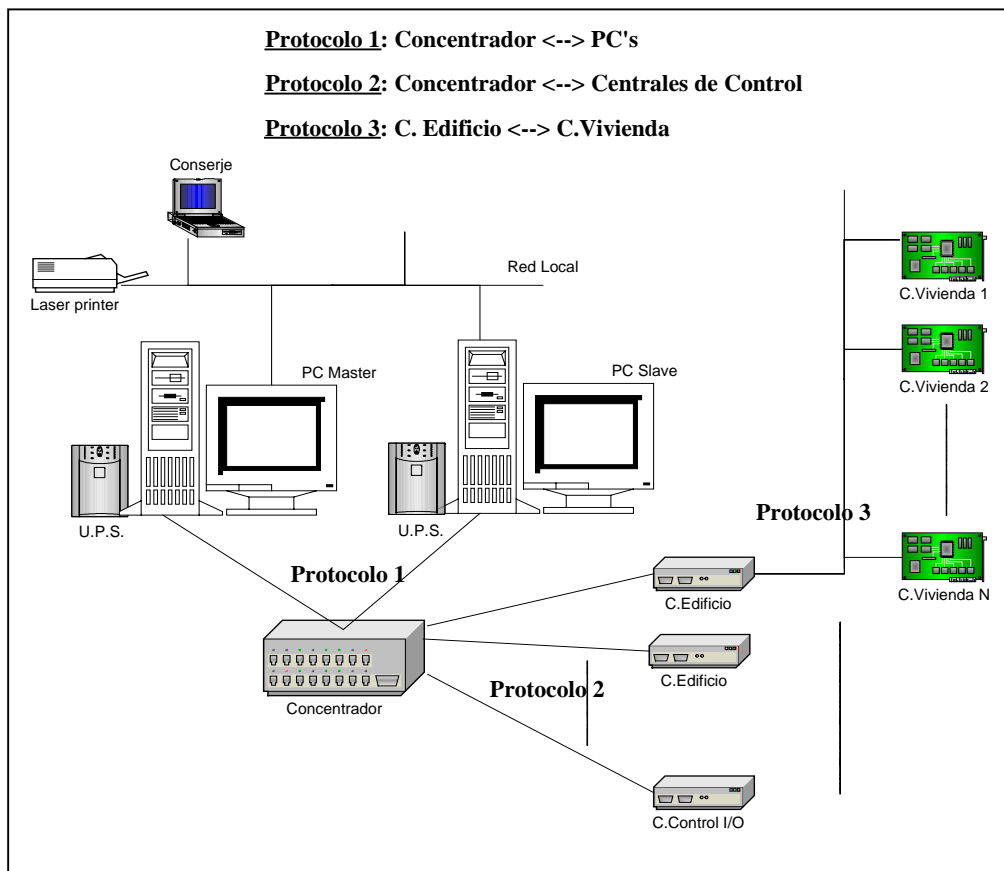 Protocolo 1: Concentrador <--> PC's
Protocolo 2: Concentrador <--> Centrales de Control
Protocolo 3: C. Edificio <--> C.Vivienda
Conserje
Red Local
Laser printer
C.Vivienda 1
PC Master
PC Slave
C.Vivienda 2
U.P.S.
U.P.S.
Protocolo 3
Protocolo 1
C.Edificio
C.Vivienda N
C.Edificio
Protocolo 2
Concentrador
C.Control I/O